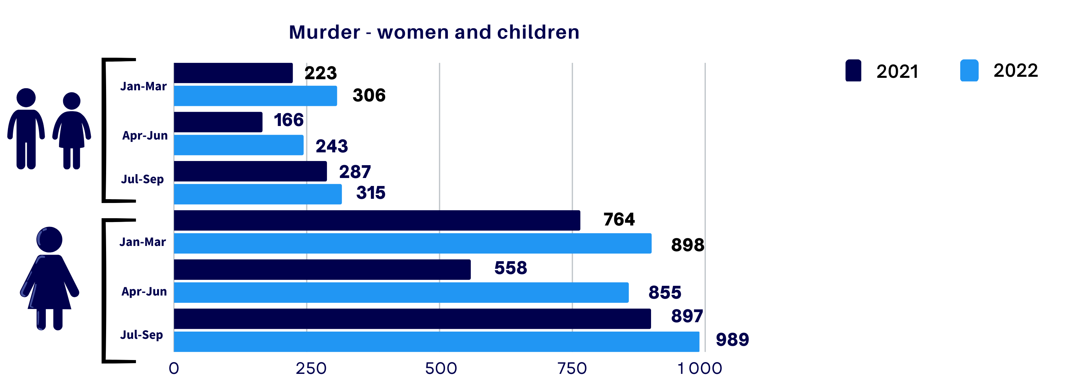 Murder - women and children
2021
2022
Jan-Mar
223
306
Apr-Jun
166
243
Jul-Sep
287
315
Jan-Mar
764
898
Apr-Jun
558
855
Jul-Sep
897
989
0 250 500 750 1 000